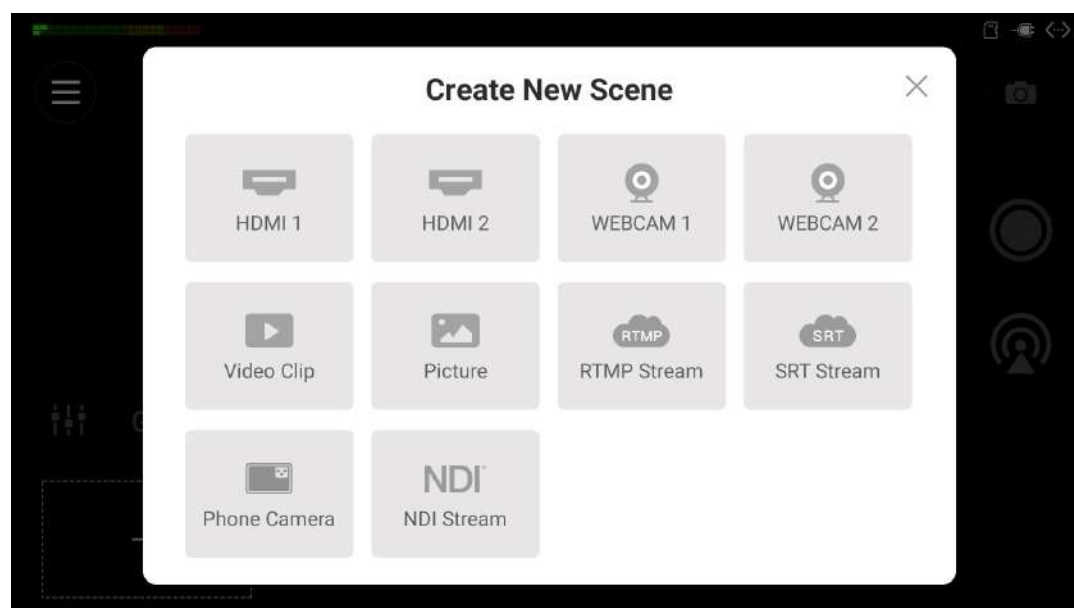 Create New Scene
HDMI 1
HDMI 2
WEBCAM 1
WEBCAM 2
Video Clip
Picture
RTMP
RTMP Stream
SRT
SRT Stream
Phone Camera
NDI
NDI Stream